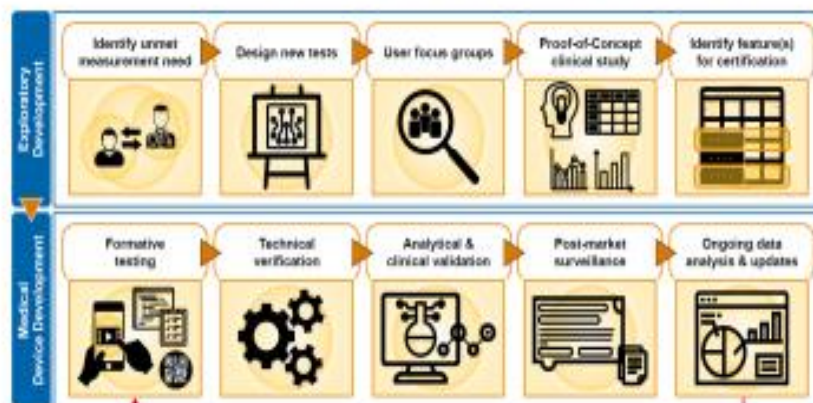 Exploratory
Development
Identify unmet
measurement need
Design new tests
User focus groups
Proof-of-Concept
clinical study
Identify feature(s)
for certification
Medical
Device Development
Formative
testing
Technical
verification
Analytical &
clinical validation
Post-market
surveillance
Ongoing data
analysis & updates